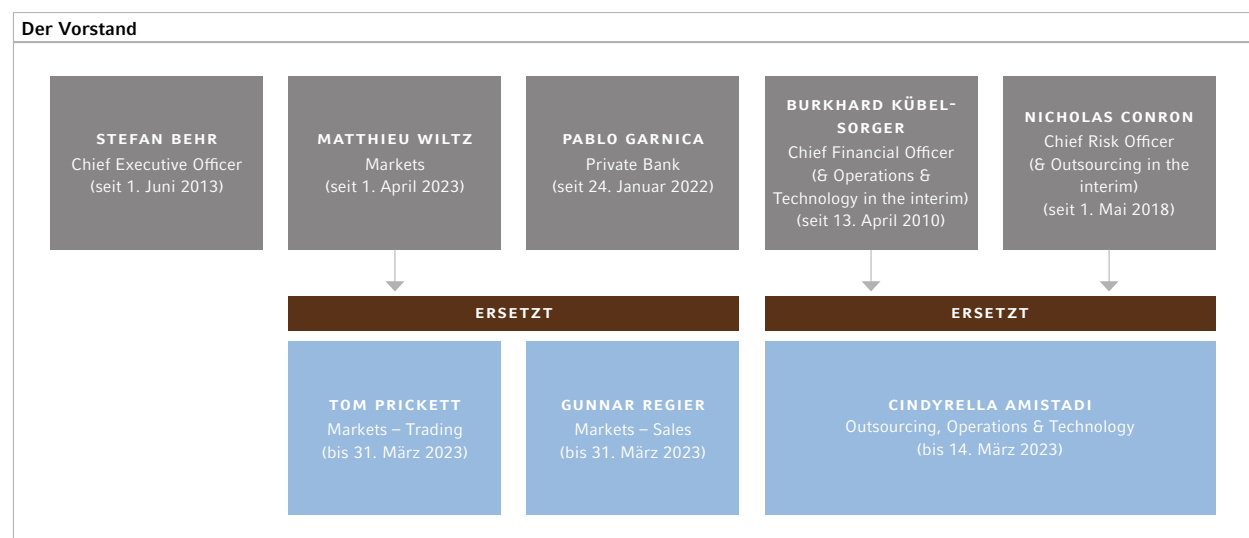 Der Vorstand
STEFAN BEHR
Chief Executive Officer
(seit 1. Juni 2013)
MATTHIEU WILTZ
Markets
(seit 1. April 2023)
PABLO GARNICA
Private Bank
(seit 24. Januar 2022)
BURKHARD KÜBEL-
SORGER
Chief Financial Officer
(& Operations &
Technology in the interim)
(seit 13. April 2010)
NICHOLAS CONRON
Chief Risk Officer
(& Outsourcing in the
interim)
(seit 1. Mai 2018)
ERSETZT
ERSETZT
TOM PRICKETT
Markets – Trading
(bis 31. März 2023)
GUNNAR REGIER
Markets – Sales
(bis 31. März 2023)
CINDYRELLA AMISTADI
Outsourcing, Operations & Technology
(bis 14. März 2023)